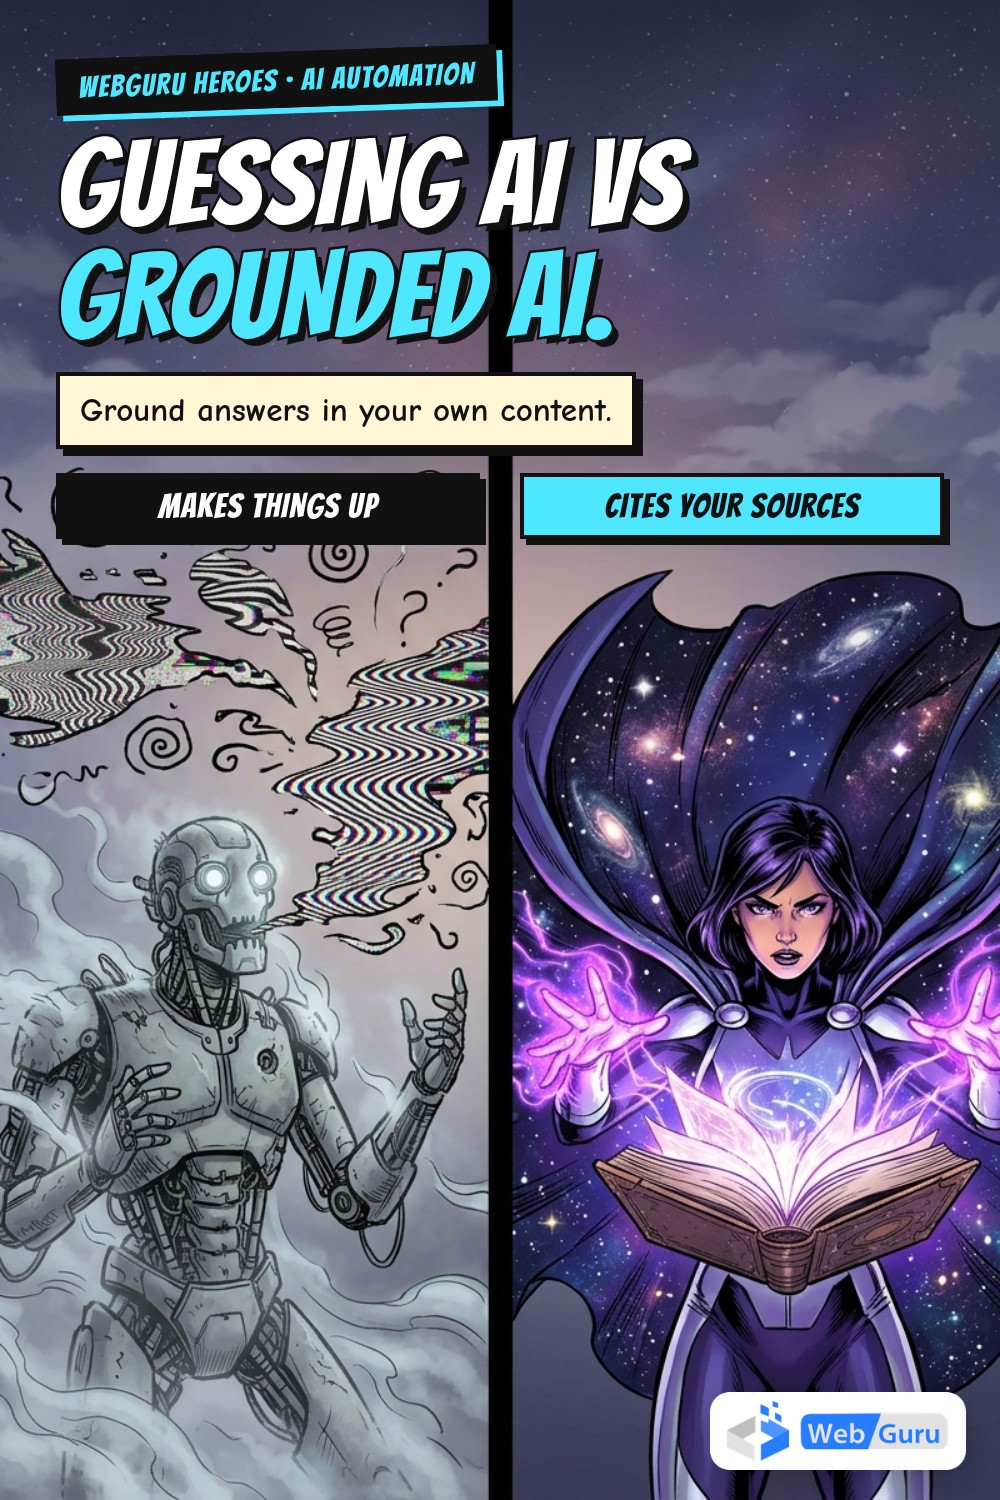 WEBGURU HEROES · AI AUTOMATION
GUESSING AI VS
GROUNDED AI.
Ground answers in your own content.
MAKES THINGS UP
CITES YOUR SOURCES
Web Guru